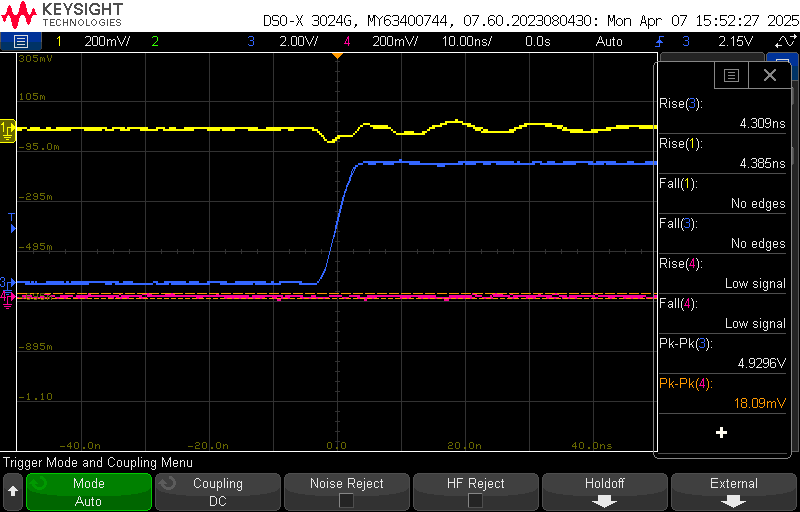 KEYSIGHT
TECHNOLOGIES
DSO-X 3024G, MY63400744, 07.60.2023080430: Mon Apr 07 15:52:27 2025
1 200mV/ 2 3 2.00V/ 4 200mV/ 10.00ns/ 0.0s Auto 3 2.15V
305mV
105m
-95.0m
-295m
-495m
-895m
-1.10
1
T
3
4
-40.0n -20.0n 0.0 20.0n 40.0ns
Rise(3):
4.309ns
Rise(1):
4.385ns
Fall(1):
No edges
Fall(3):
No edges
Rise(4):
Low signal
Fall(4):
Low signal
Pk-Pk(3):
4.9296V
Pk-Pk(4):
18.09mV
+
Trigger Mode and Coupling Menu
Mode Coupling Noise Reject HF Reject Holdoff External
Auto DC